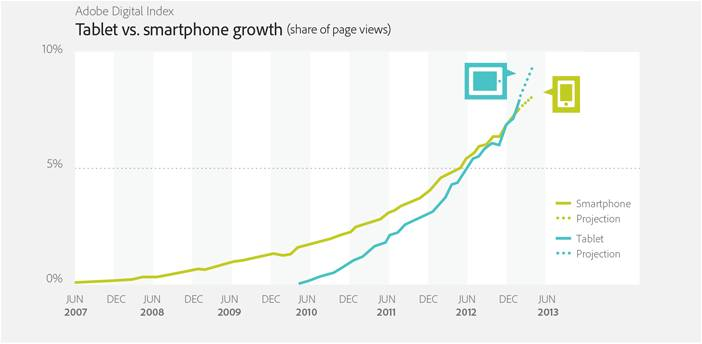 Adobe Digital Index
Tablet vs. smartphone growth (share of page views)
10%
5%
0%
Smartphone
Projection
Tablet
Projection
JUN DEC JUN DEC JUN DEC JUN DEC JUN DEC JUN DEC JUN
2007 2008 2009 2010 2011 2012 2013